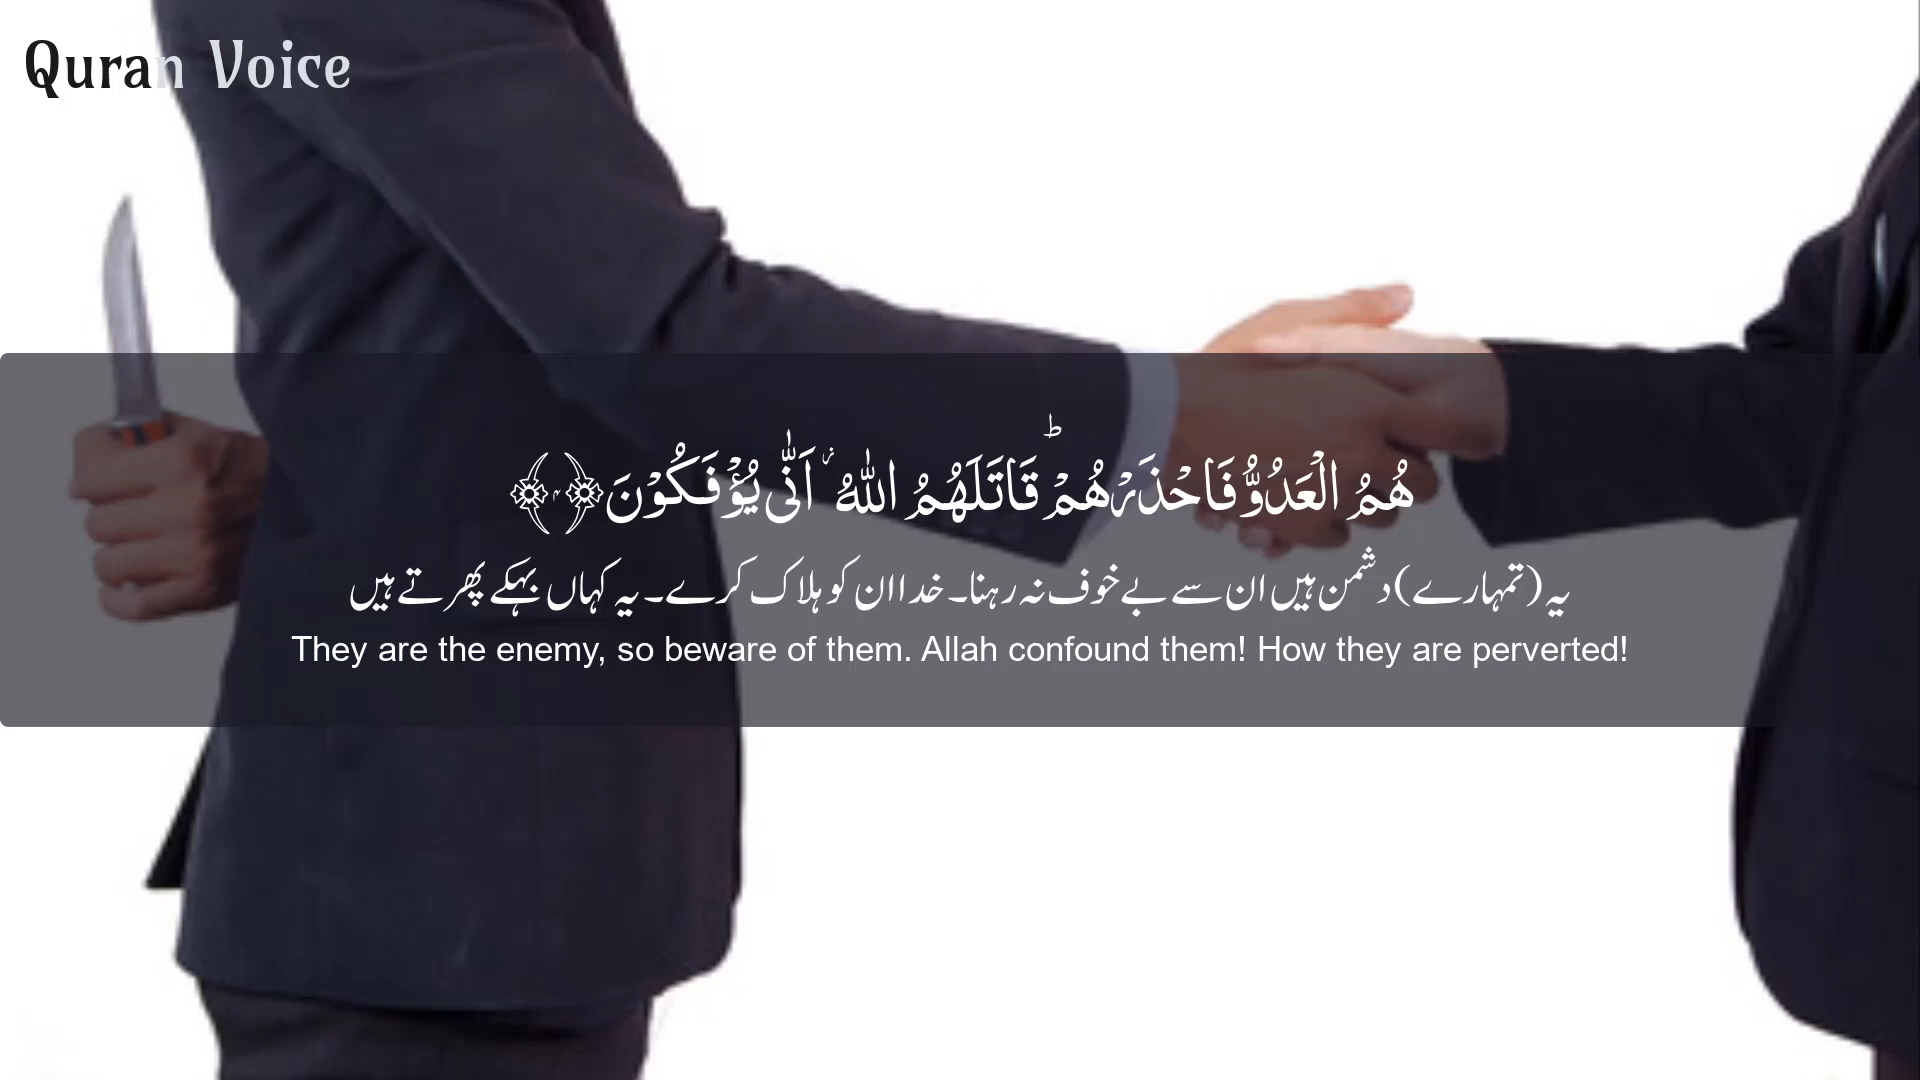 Quran Voice
هُمُ الْعَدُوُّ فَاحْذَرْهُمْ ؕ قَاتَلَهُمُ اللّٰهُ ؗ اَنّٰى يُؤْفَكُوْنَ ﴿۴﴾
یہ (تمہارے) دشمن ہیں ان سے بےخوف نہ رہنا۔ خدا ان کو ہلاک کرے۔ یہ کہاں بہکے پھرتے ہیں
They are the enemy, so beware of them. Allah confound them! How they are perverted!